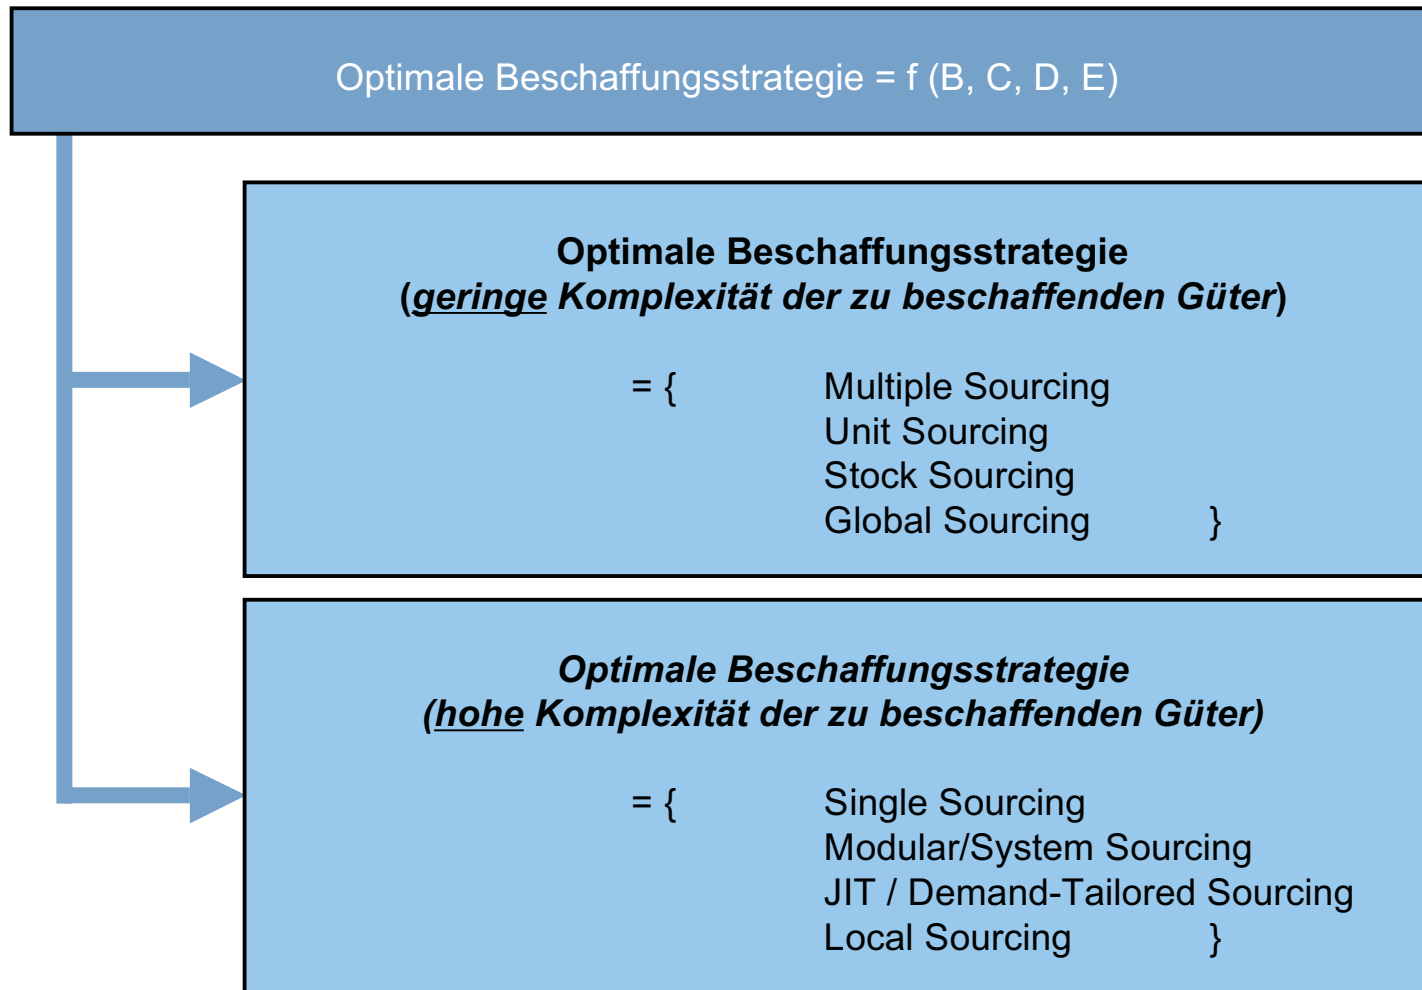 Optimale Beschaffungsstrategie = f (B, C, D, E)
Optimale Beschaffungsstrategie
(geringe Komplexität der zu beschaffenden Güter)
= { Multiple Sourcing
Unit Sourcing
Stock Sourcing
Global Sourcing }
Optimale Beschaffungsstrategie
(hohe Komplexität der zu beschaffenden Güter)
= { Single Sourcing
Modular/System Sourcing
JIT / Demand-Tailored Sourcing
Local Sourcing }